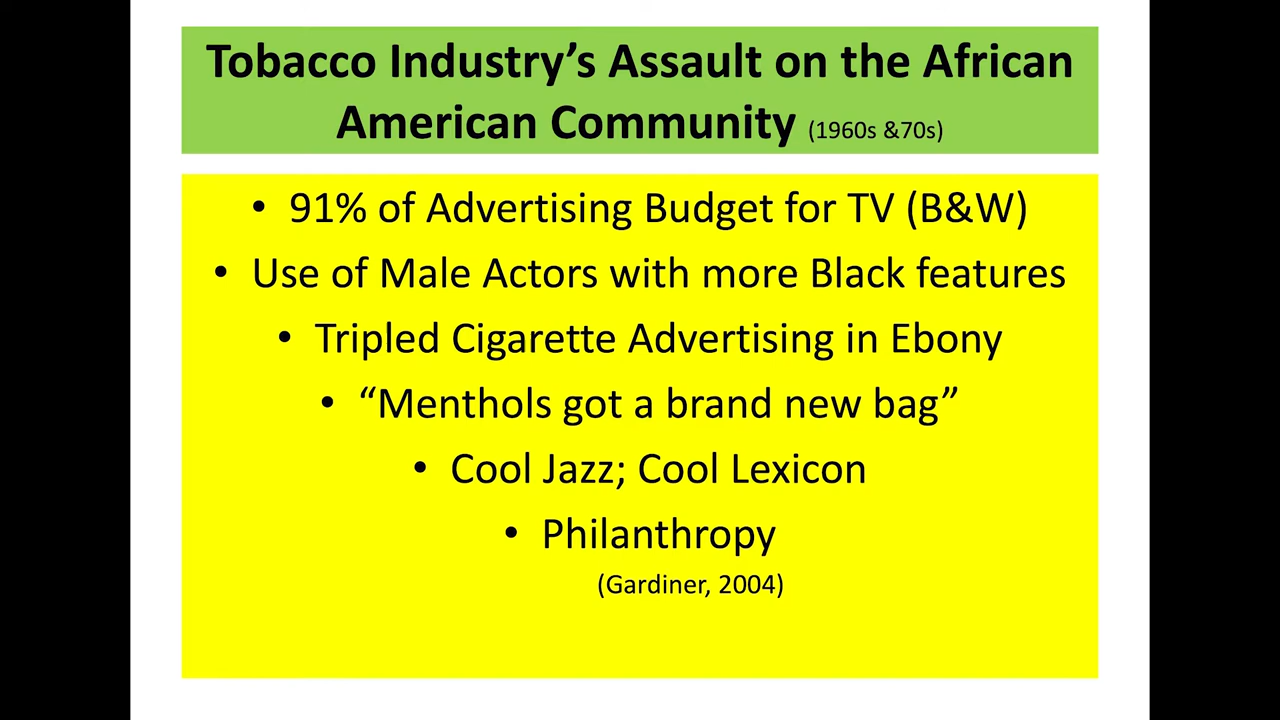 Tobacco Industry’s Assault on the African
American Community (1960s &70s)
• 91% of Advertising Budget for TV (B&W)
• Use of Male Actors with more Black features
• Tripled Cigarette Advertising in Ebony
• “Menthols got a brand new bag”
• Cool Jazz; Cool Lexicon
• Philanthropy
(Gardiner, 2004)